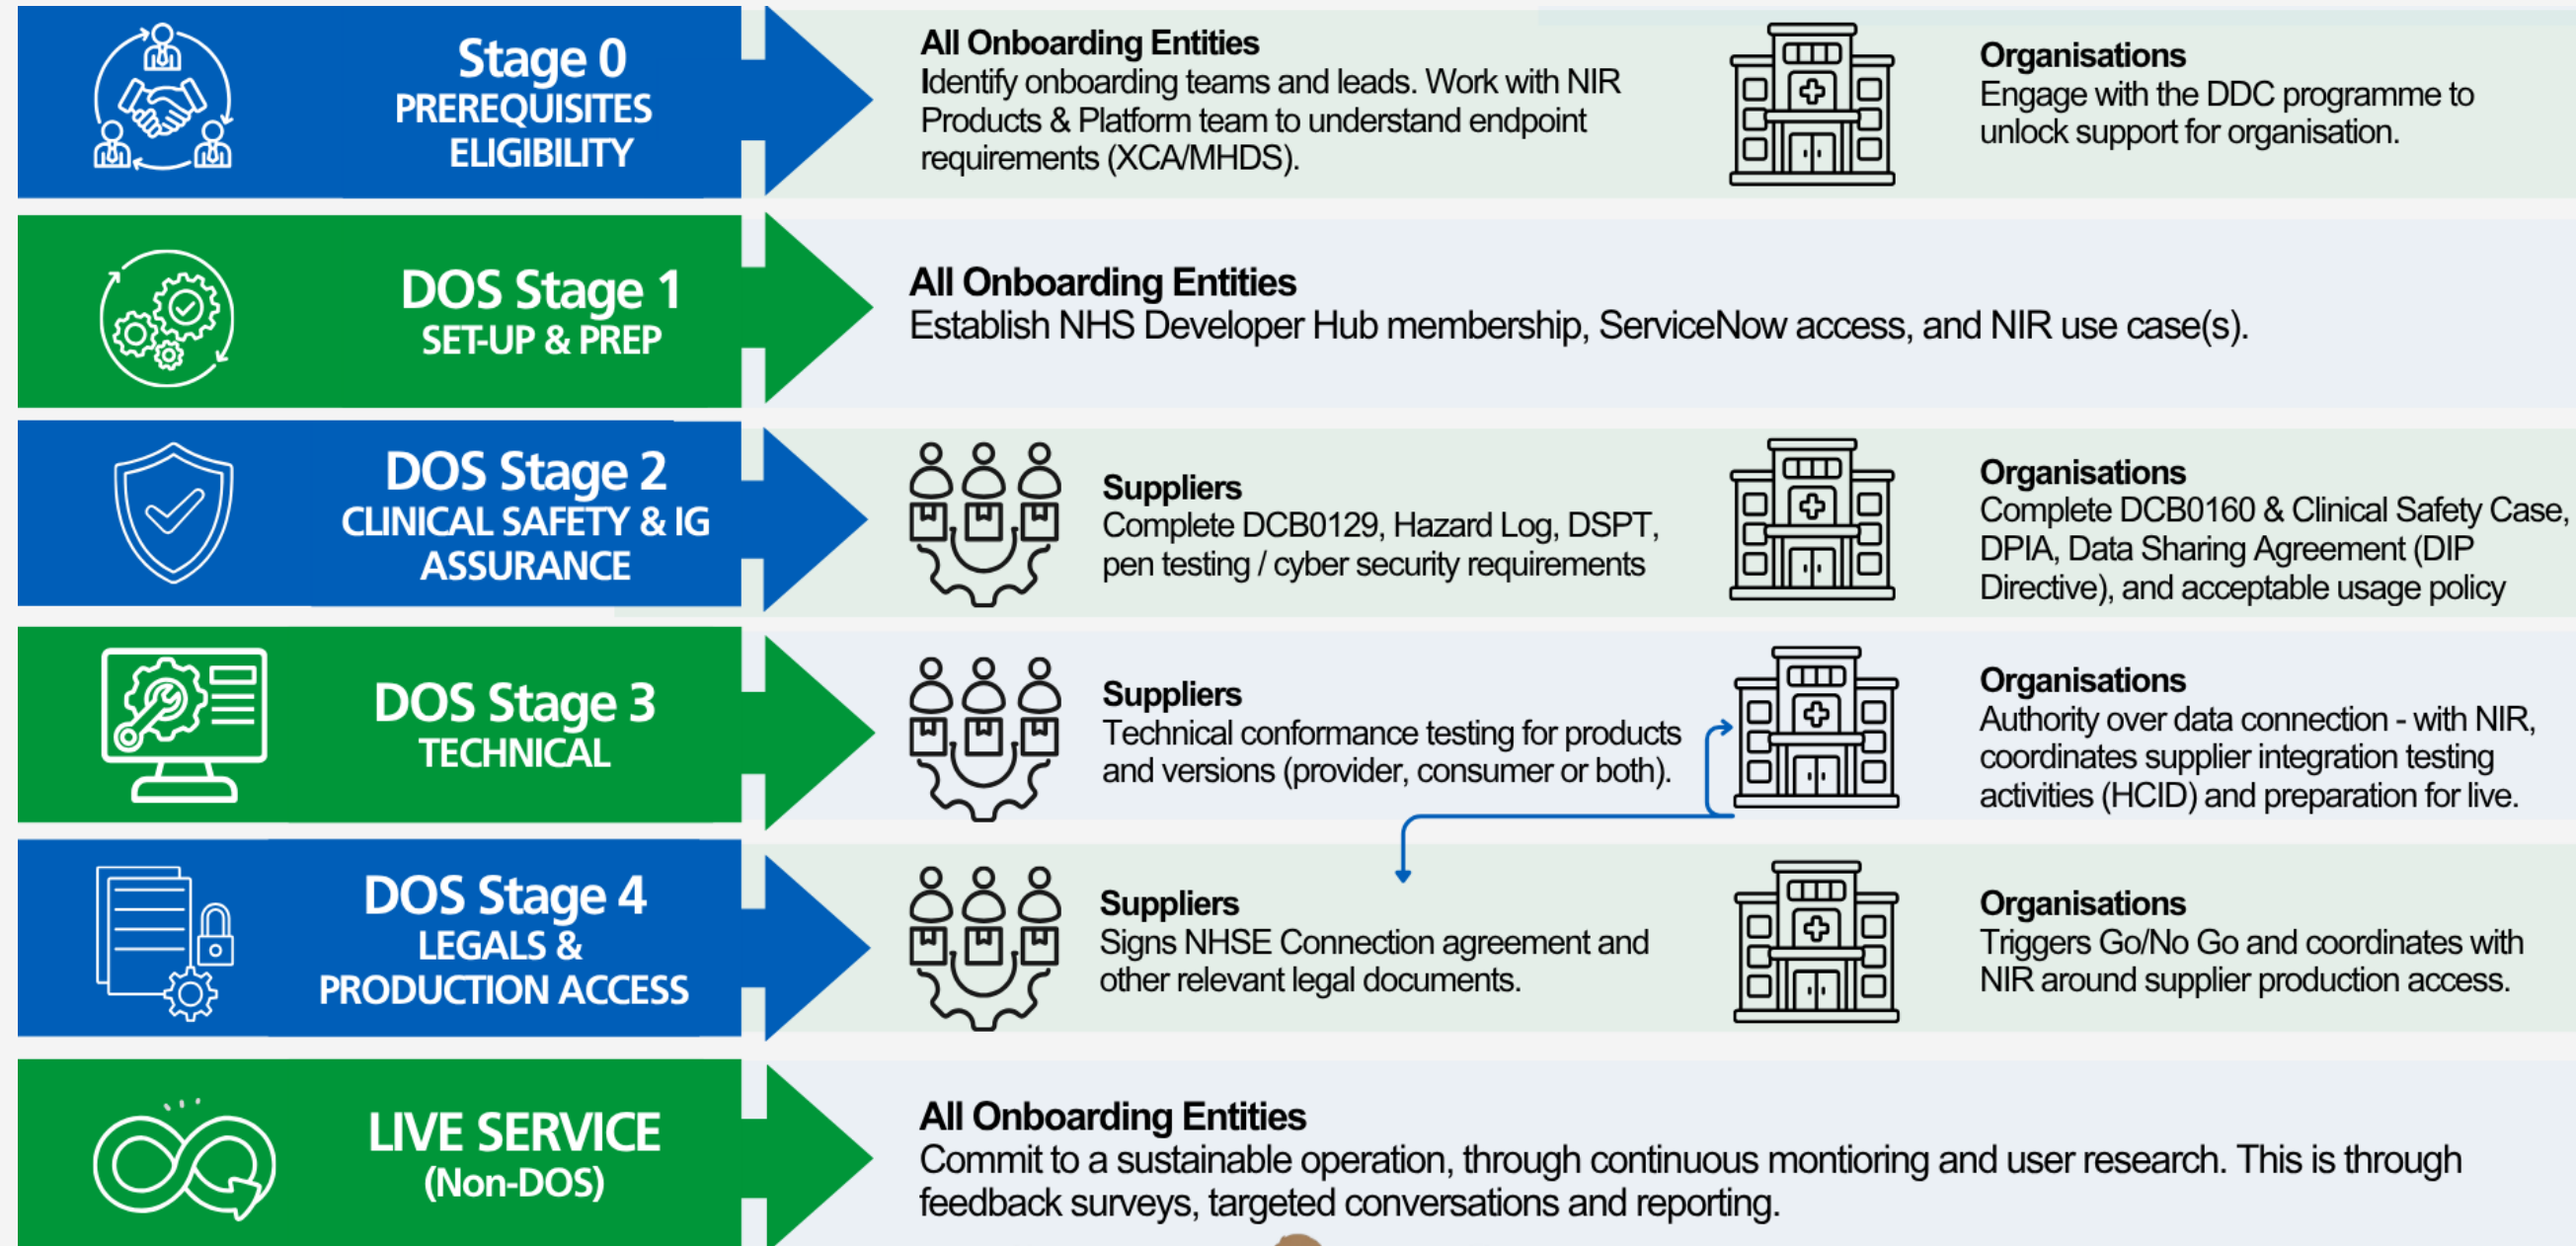 Stage 0
PREREQUISITES
ELIGIBILITY
All Onboarding Entities
Identify onboarding teams and leads. Work with NIR
Products & Platform team to understand endpoint
requirements (XCA/MHDS).
Organisations
Engage with the DDC programme to
unlock support for organisation.
DOS Stage 1
SET-UP & PREP
All Onboarding Entities
Establish NHS Developer Hub membership, ServiceNow access, and NIR use case(s).
DOS Stage 2
CLINICAL SAFETY & IG
ASSURANCE
Suppliers
Complete DCB0129, Hazard Log, DSPT,
pen testing / cyber security requirements
Organisations
Complete DCB0160 & Clinical Safety Case,
DPIA, Data Sharing Agreement (DIP
Directive), and acceptable usage policy
DOS Stage 3
TECHNICAL
Suppliers
Technical conformance testing for products
and versions (provider, consumer or both).
Organisations
Authority over data connection - with NIR,
coordinates supplier integration testing
activities (HCID) and preparation for live.
DOS Stage 4
LEGALS &
PRODUCTION ACCESS
Suppliers
Signs NHSE Connection agreement and
other relevant legal documents.
Organisations
Triggers Go/No Go and coordinates with
NIR around supplier production access.
LIVE SERVICE
(Non-DOS)
All Onboarding Entities
Commit to a sustainable operation, through continuous montioring and user research. This is through
feedback surveys, targeted conversations and reporting.